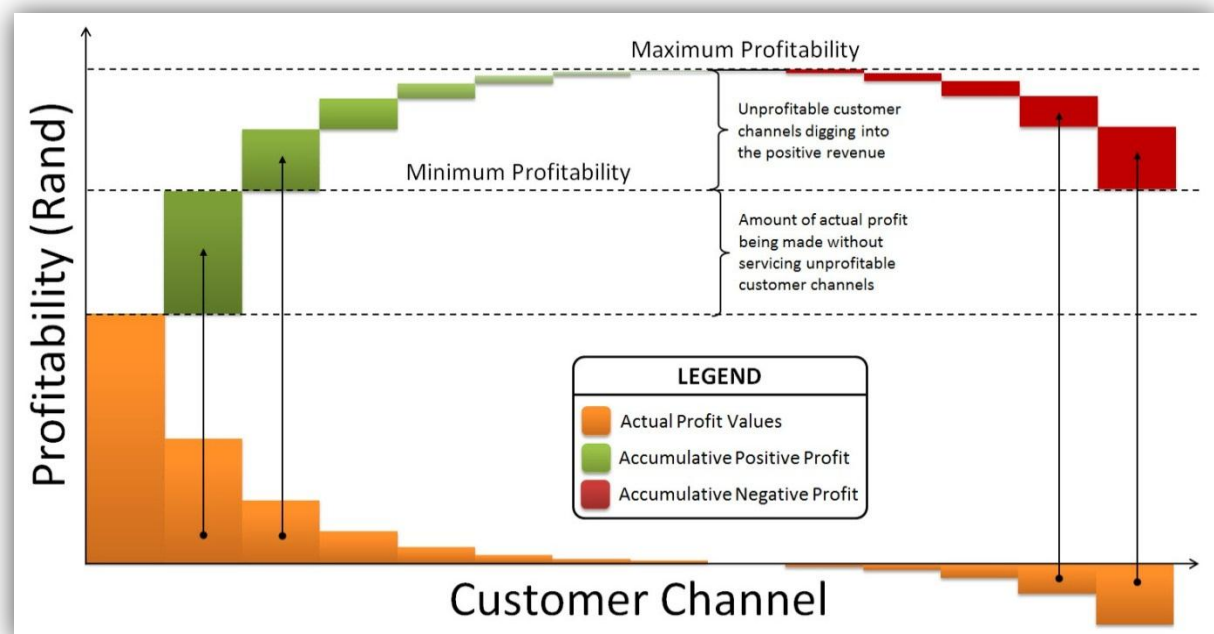 Maximum Profitability
Unprofitable customer
channels digging into
the positive revenue
Minimum Profitability
Amount of actual profit
being made without
servicing unprofitable
customer channels
Profitability (Rand)
LEGEND
Actual Profit Values
Accumulative Positive Profit
Accumulative Negative Profit
Customer Channel